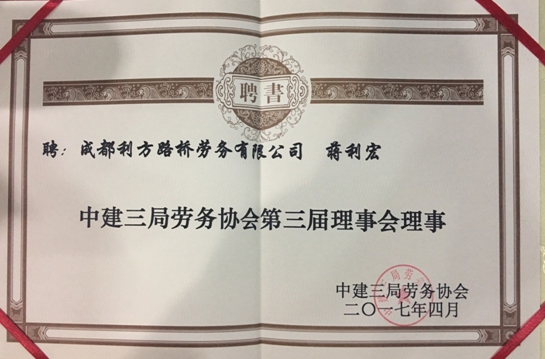 聘書
聘：成都利方路桥劳务有限公司 蒋利宏
中建三局劳务协会第三届理事会理事
中建三局劳务协会
二〇一七年四月